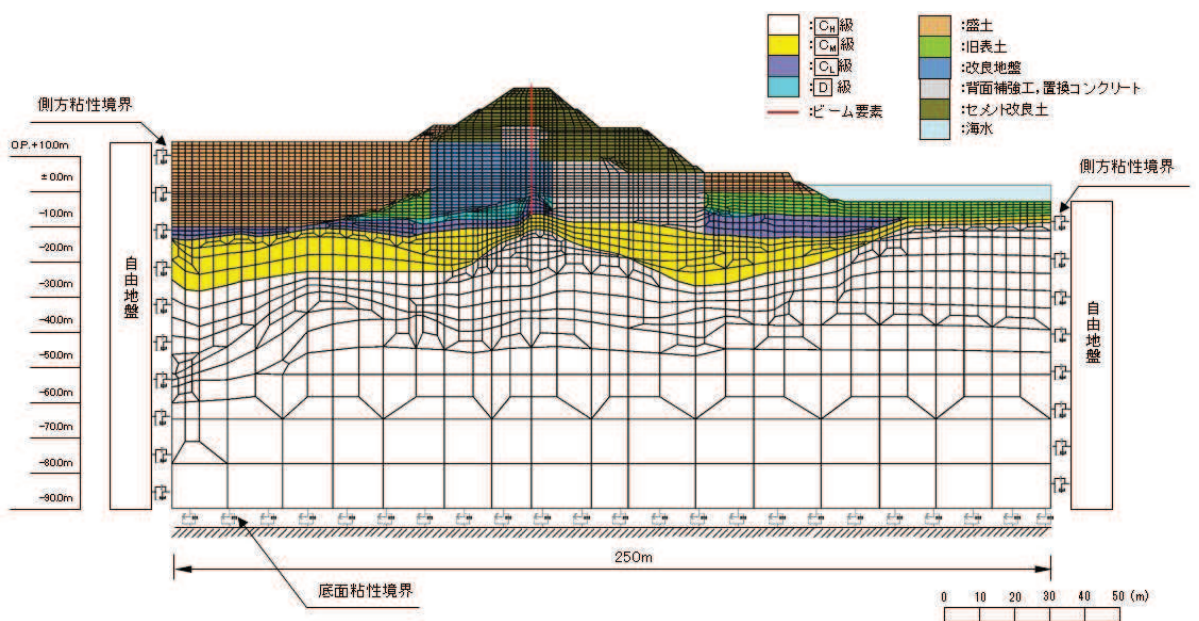 :CH級
:CM級
:CL級
:D 級
:ビーム要素
:盛土
:旧表土
:改良地盤
:背面補強工,置換コンクリート
:セメント改良土
:海水
側方粘性境界
側方粘性境界
O.P.+10.0m
±0.0m
-10.0m
-20.0m
-30.0m
-40.0m
-50.0m
-60.0m
-70.0m
-80.0m
-90.0m
自由地盤
自由地盤
250m
底面粘性境界
0 10 20 30 40 50 (m)